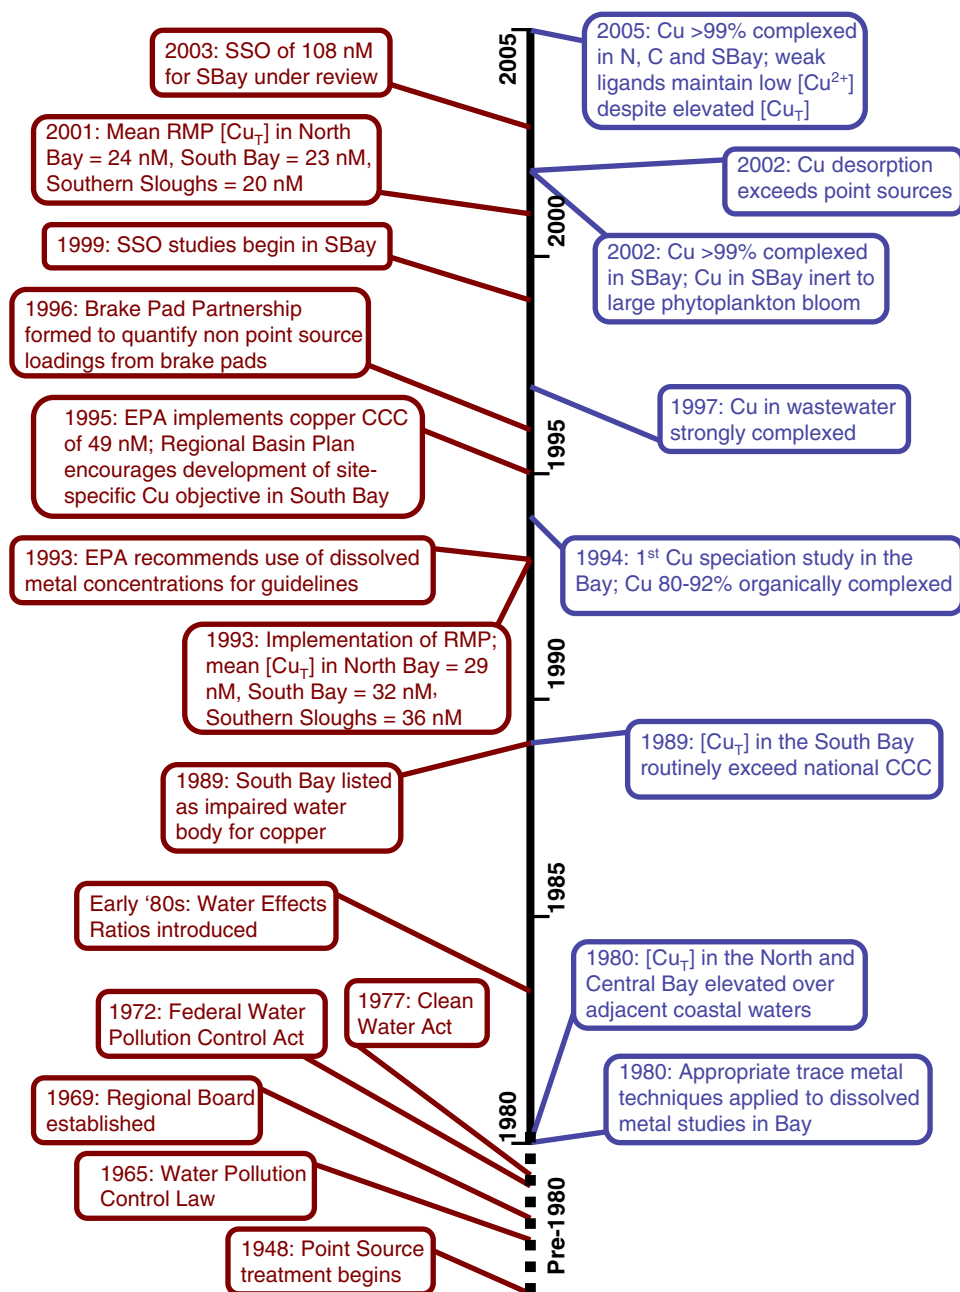 2003: SSO of 108 nM
for SBay under review
2001: Mean RMP [Cu_T] in North
Bay = 24 nM, South Bay = 23 nM,
Southern Sloughs = 20 nM
1999: SSO studies begin in SBay
1996: Brake Pad Partnership
formed to quantify non point source
loadings from brake pads
1995: EPA implements copper CCC
of 49 nM; Regional Basin Plan
encourages development of site-
specific Cu objective in South Bay
1993: EPA recommends use of dissolved
metal concentrations for guidelines
1993: Implementation of RMP;
mean [Cu_T] in North Bay = 29
nM, South Bay = 32 nM,
Southern Sloughs = 36 nM
1989: South Bay listed
as impaired water
body for copper
Early ‘80s: Water Effects
Ratios introduced
1977: Clean
Water Act
1972: Federal Water
Pollution Control Act
1969: Regional Board
established
1965: Water Pollution
Control Law
1948: Point Source
treatment begins
2005
2000
1995
1990
1985
1980
Pre-1980
2005: Cu >99% complexed
in N, C and SBay; weak
ligands maintain low [Cu²⁺]
despite elevated [Cu_T]
2002: Cu desorption
exceeds point sources
2002: Cu >99% complexed
in SBay; Cu in SBay inert to
large phytoplankton bloom
1997: Cu in wastewater
strongly complexed
1994: 1st Cu speciation study in the
Bay; Cu 80-92% organically complexed
1989: [Cu_T] in the South Bay
routinely exceed national CCC
1980: [Cu_T] in the North and
Central Bay elevated over
adjacent coastal waters
1980: Appropriate trace metal
techniques applied to dissolved
metal studies in Bay